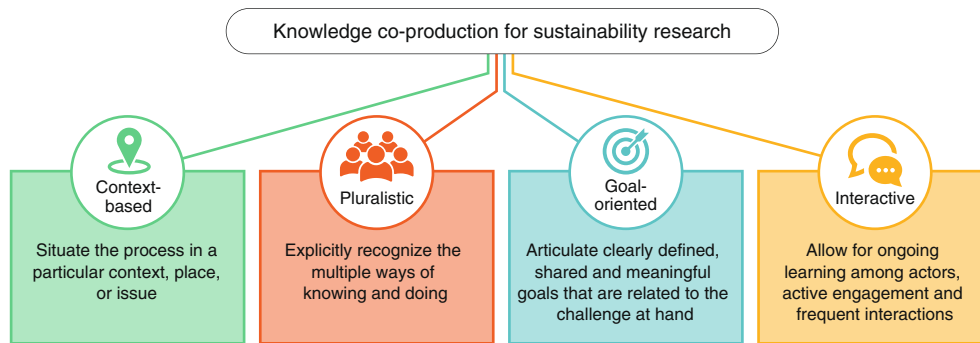 Knowledge co-production for sustainability research
Context-
based
Situate the process in a
particular context, place,
or issue
Pluralistic
Explicitly recognize the
multiple ways of
knowing and doing
Goal-
oriented
Articulate clearly defined,
shared and meaningful
goals that are related to the
challenge at hand
Interactive
Allow for ongoing
learning among actors,
active engagement and
frequent interactions